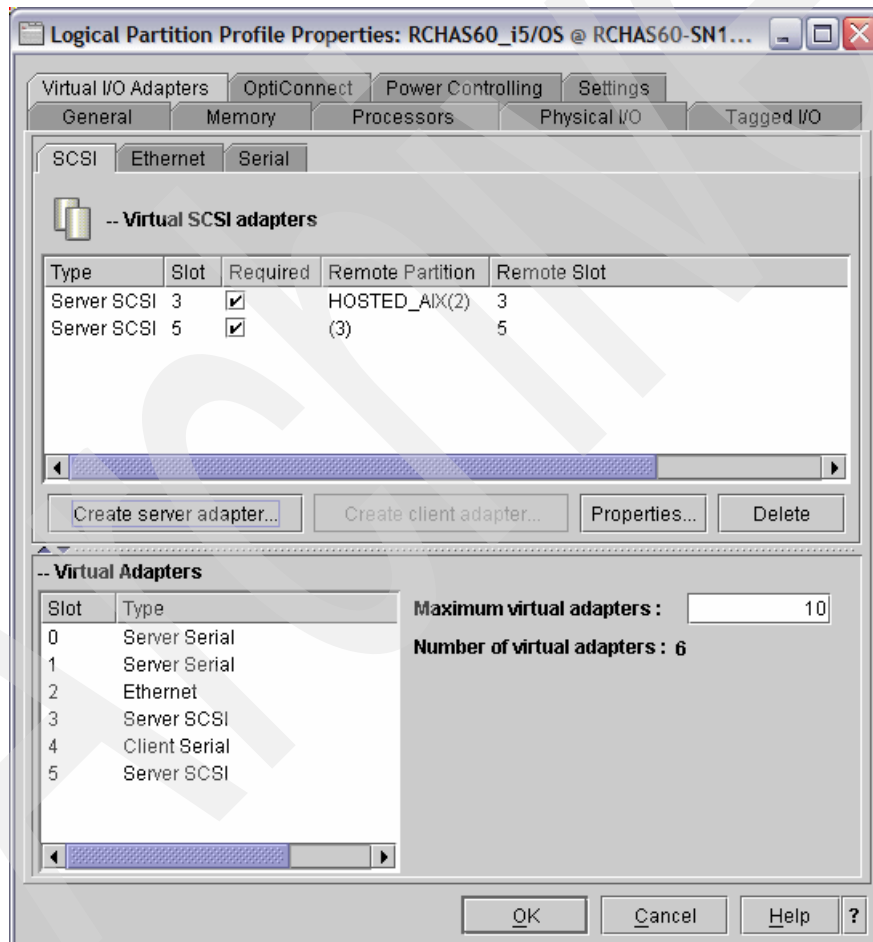 Logical Partition Profile Properties: RCHAS60_i5/OS @ RCHAS60-SN1...
Virtual I/O Adapters OptiConnect Power Controlling Settings
General Memory Processors Physical I/O Tagged I/O
SCSI Ethernet Serial
-- Virtual SCSI adapters
Type Slot Required Remote Partition Remote Slot
Server SCSI 3 HOSTED_AIX(2) 3
Server SCSI 5 (3) 5
Create server adapter... Create client adapter... Properties... Delete
-- Virtual Adapters
Slot Type
0 Server Serial
1 Server Serial
2 Ethernet
3 Server SCSI
4 Client Serial
5 Server SCSI
Maximum virtual adapters : 10
Number of virtual adapters : 6
OK Cancel Help ?